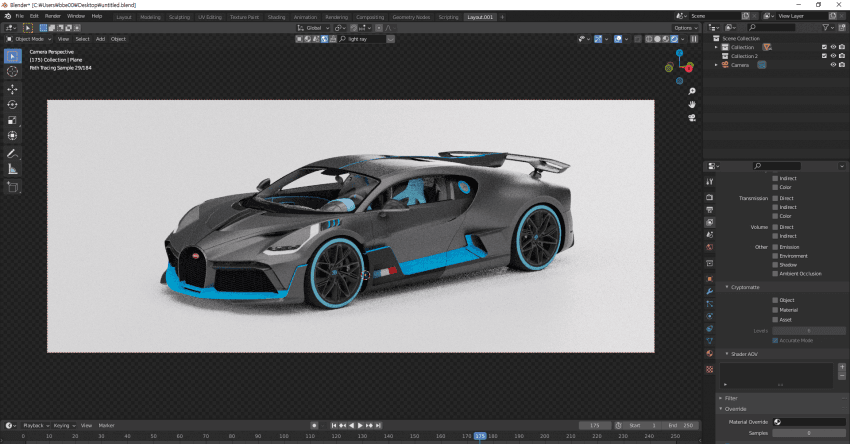 Blender* [C:\Users\bbe00\Desktop\untitled.blend]
File Edit Render Window Help Layout Modeling Sculpting UV Editing Texture Paint Shading Animation Rendering Compositing Geometry Nodes Scripting Layout.001 + Scene View Layer
Global Options
Object Mode View Select Add Object light ray
Camera Perspective
(175) Collection | Plane
Path Tracing Sample 29/184
Scene Collection
Collection
Collection 2
Camera
Indirect
Color
Transmission Direct
Indirect
Color
Volume Direct
Indirect
Other Emission
Environment
Shadow
Ambient Occlusion
Cryptomatte
Object
Material
Asset
Levels 6
Accurate Mode
Shader AOV
Filter
Override
Material Override
Samples 0
Playback Keying View Marker 175 Start 1 End 250
0 10 20 30 40 50 60 70 80 90 100 110 120 130 140 150 160 170 175 180 190 200 210 220 230 240 250